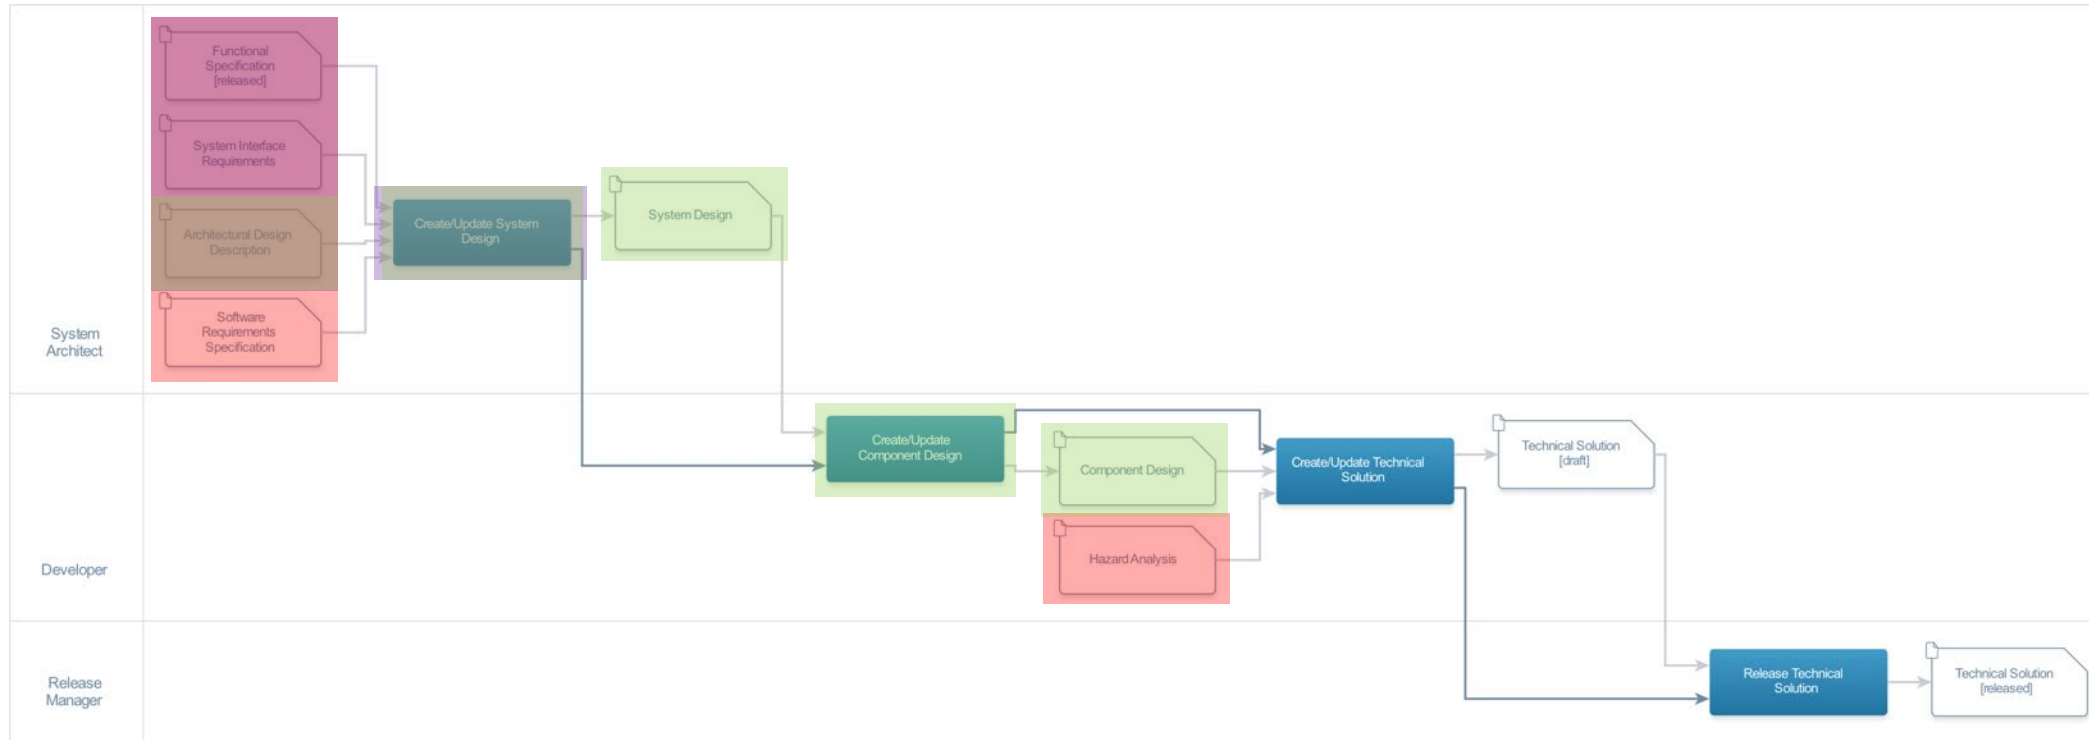 System
Architect
Functional
Specification
[released]
System Interface
Requirements
Architectural Design
Description
Software
Requirements
Specification
Create/Update System
Design
System Design
Developer
Create/Update
Component Design
Component Design
Hazard Analysis
Create/Update Technical
Solution
Technical Solution
[draft]
Release
Manager
Release Technical
Solution
Technical Solution
[released]